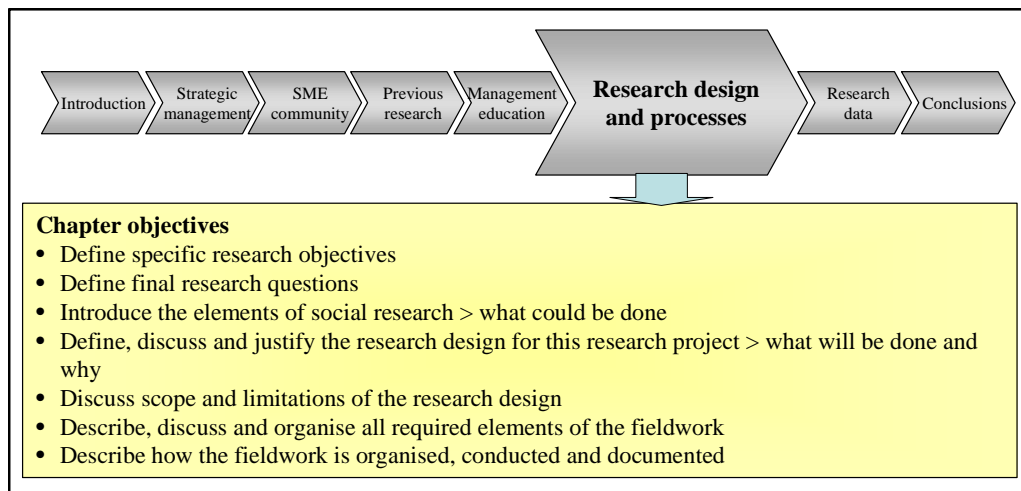 Introduction
Strategic
management
SME
community
Previous
research
Management
education
Research design
and processes
Research
data
Conclusions
Chapter objectives
• Define specific research objectives
• Define final research questions
• Introduce the elements of social research > what could be done
• Define, discuss and justify the research design for this research project > what will be done and
why
• Discuss scope and limitations of the research design
• Describe, discuss and organise all required elements of the fieldwork
• Describe how the fieldwork is organised, conducted and documented